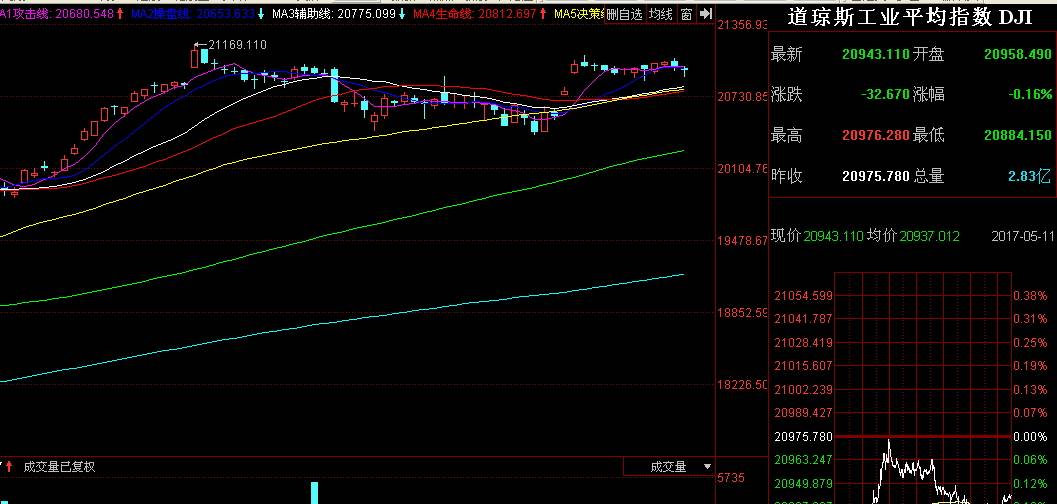 A1攻击线: 20680.548 MA2操盘线: 20653.633 MA3辅助线: 20775.099 MA4生命线: 20812.697 MA5决策
删自选 均线 窗
21356.93
21169.110
20730.85
20104.76
19478.67
18852.59
18226.50
成交量已复权
成交量
5735
道琼斯工业平均指数 DJI
最新 20943.110 开盘 20958.490
涨跌 -32.670 涨幅 -0.16%
最高 20976.280 最低 20884.150
昨收 20975.780 总量 2.83亿
现价 20943.110 均价 20937.012 2017-05-11
21054.599 0.38%
21041.787 0.31%
21028.419 0.25%
21015.607 0.19%
21002.239 0.13%
20989.427 0.07%
20975.780 0.00%
20963.247 0.06%
20949.879 0.12%